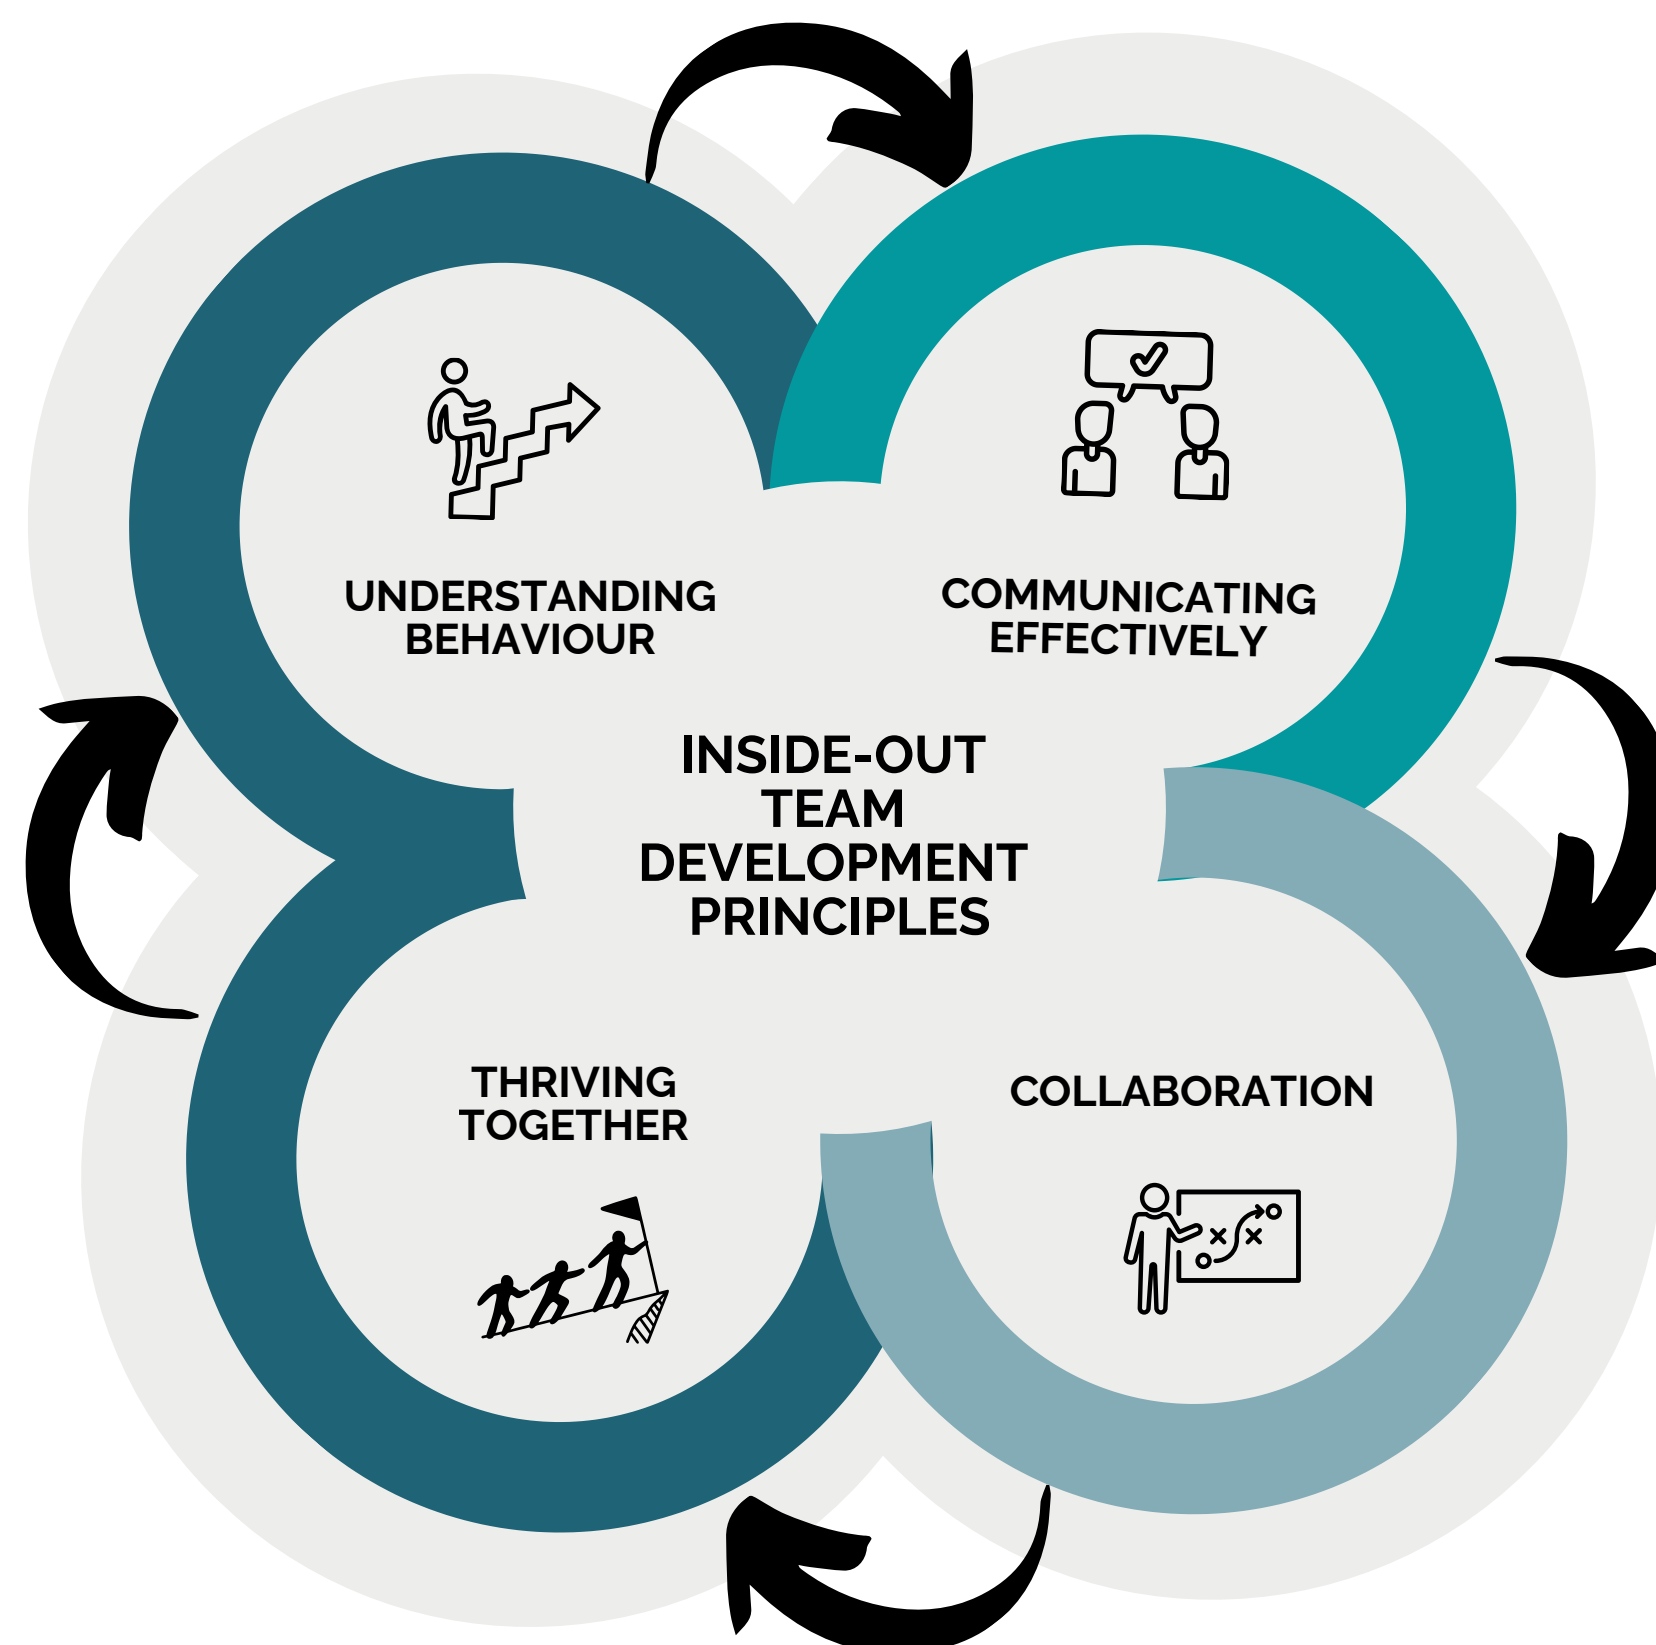 UNDERSTANDING
BEHAVIOUR
COMMUNICATING
EFFECTIVELY
INSIDE-OUT
TEAM
DEVELOPMENT
PRINCIPLES
THRIVING
TOGETHER
COLLABORATION